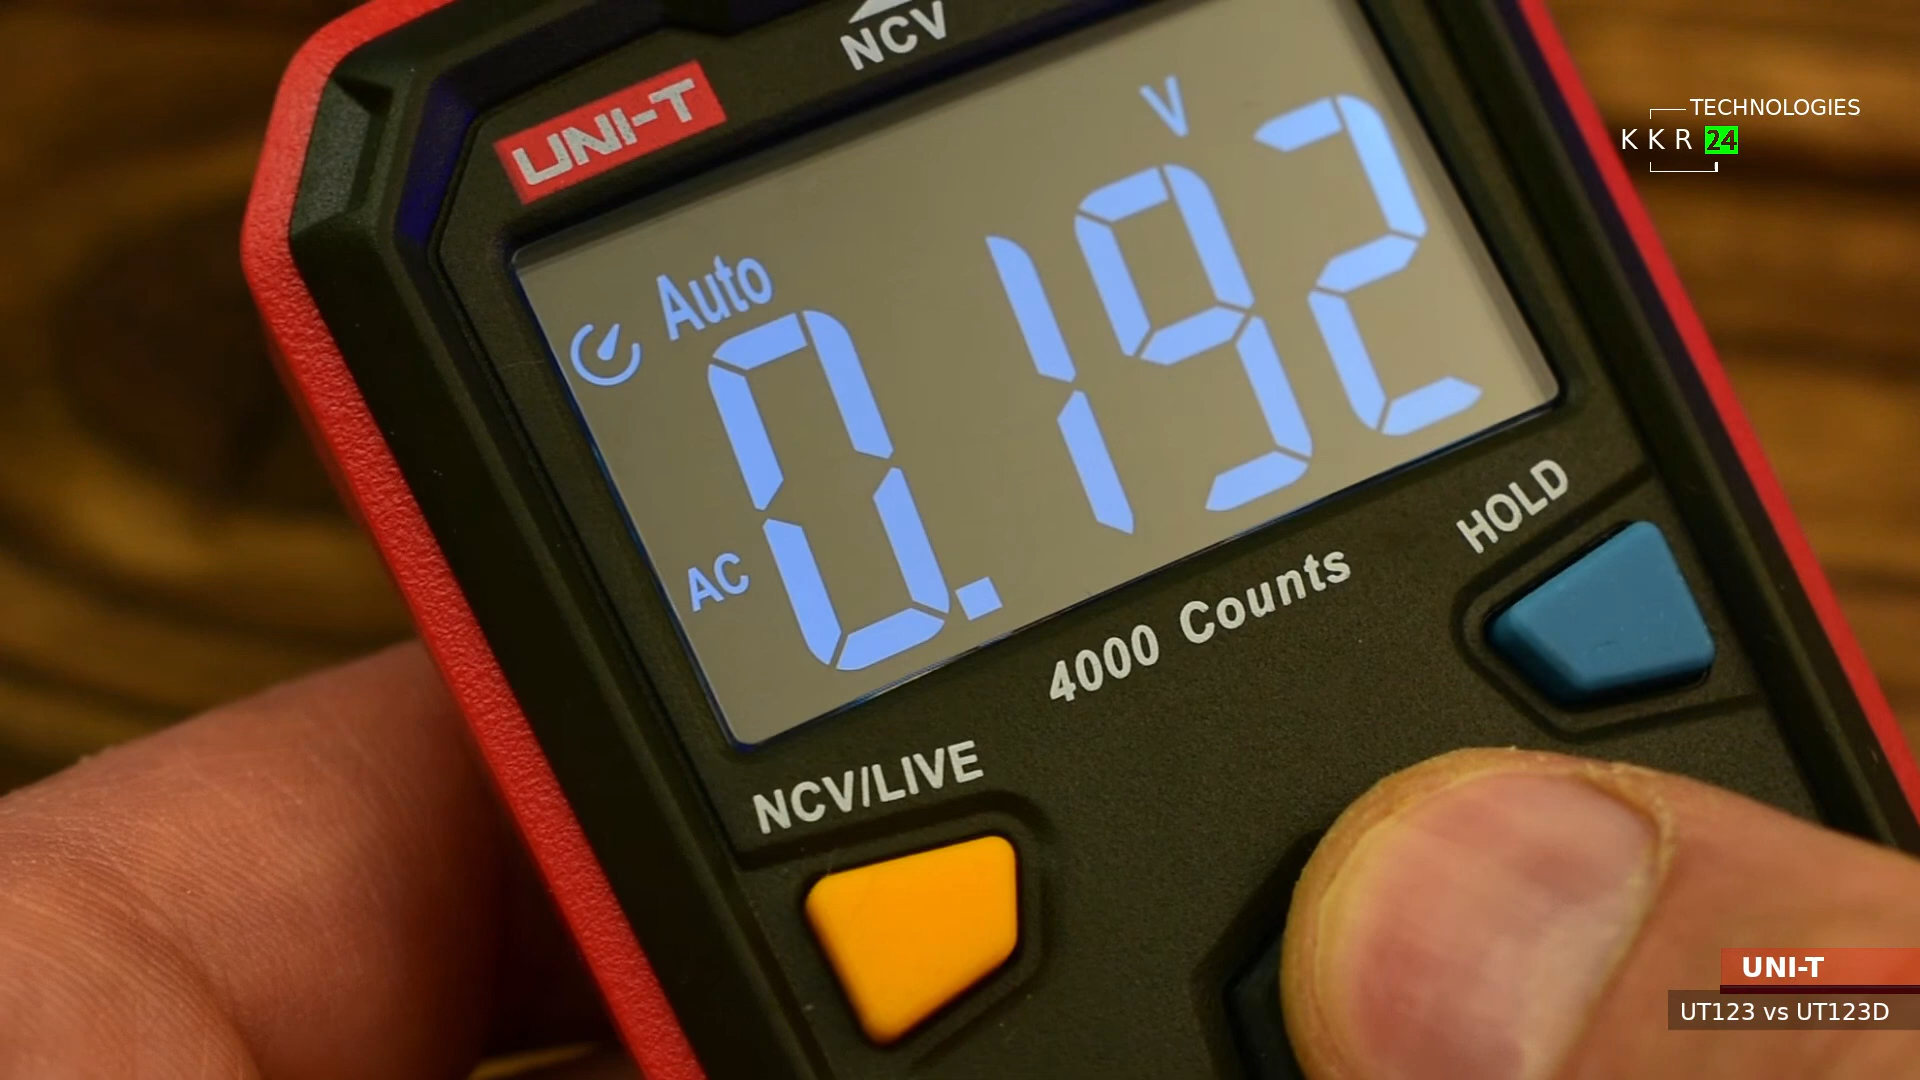 NCV
UNI-T
V
Auto
0.192
AC
HOLD
4000 Counts
NCV/LIVE
TECHNOLOGIES
KKR 24
UNI-T
UT123 vs UT123D